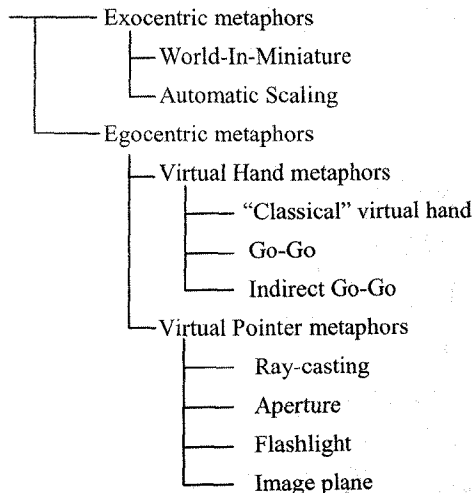 Exocentric metaphors
World-In-Miniature
Automatic Scaling
Egocentric metaphors
Virtual Hand metaphors
“Classical” virtual hand
Go-Go
Indirect Go-Go
Virtual Pointer metaphors
Ray-casting
Aperture
Flashlight
Image plane